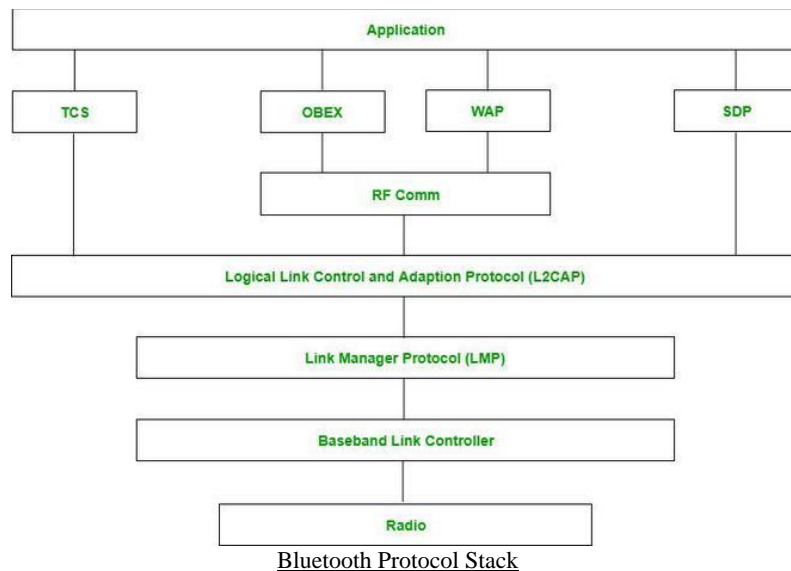 Application
TCS OBEX WAP SDP
RF Comm
Logical Link Control and Adaption Protocol (L2CAP)
Link Manager Protocol (LMP)
Baseband Link Controller
Radio
Bluetooth Protocol Stack